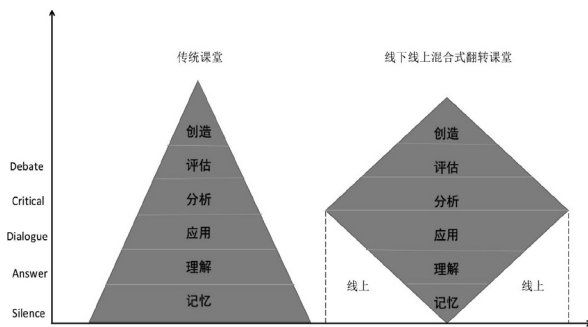 传统课堂
线下线上混合式翻转课堂
创造
评估
分析
应用
理解
记忆
创造
评估
分析
应用
理解
记忆
线上
线上
Debate
Critical
Dialogue
Answer
Silence